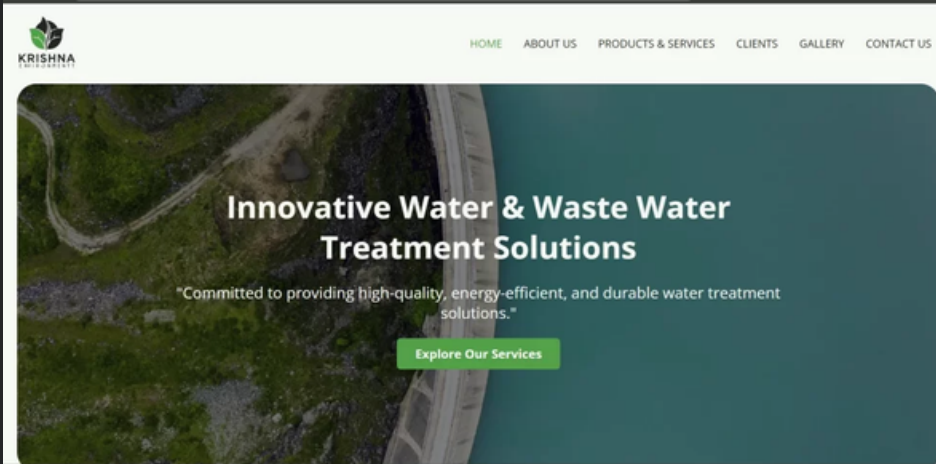 KRISHNA
HOME ABOUT US PRODUCTS & SERVICES CLIENTS GALLERY CONTACT US
Innovative Water & Waste Water
Treatment Solutions
"Committed to providing high-quality, energy-efficient, and durable water treatment
solutions."
Explore Our Services